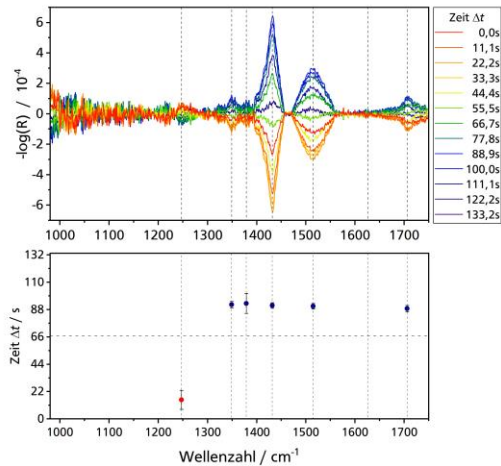 Zeit Δt
0,0s
11,1s
22,2s
33,3s
44,4s
55,5s
66,7s
77,8s
88,9s
100,0s
111,1s
122,2s
133,2s
-log(R) / 10⁻⁴
6
4
2
0
-2
-4
-6
1000 1100 1200 1300 1400 1500 1600 1700
Zeit Δt / s
132
110
88
66
44
22
0
1000 1100 1200 1300 1400 1500 1600 1700
Wellenzahl / cm⁻¹